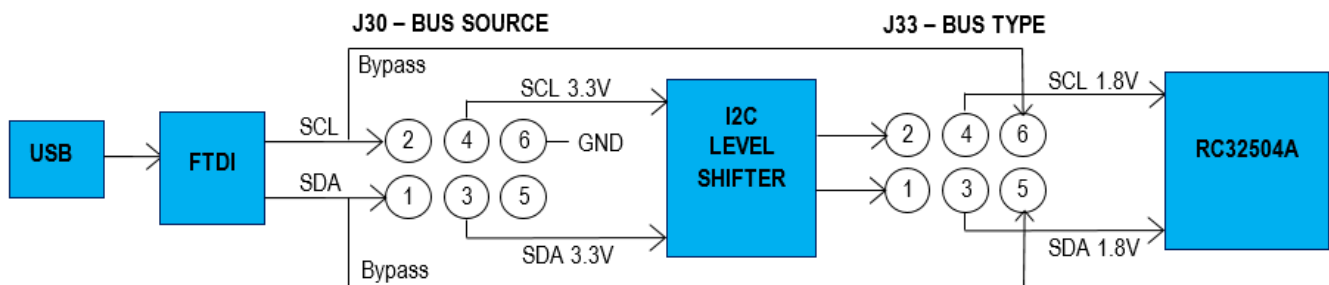 J30 – BUS SOURCE
J33 – BUS TYPE
Bypass
SCL 3.3V
SCL 1.8V
USB
FTDI
SCL
SDA
2
4
6
GND
1
3
5
I2C
LEVEL
SHIFTER
2
4
6
1
3
5
RC32504A
SDA 3.3V
SDA 1.8V
Bypass